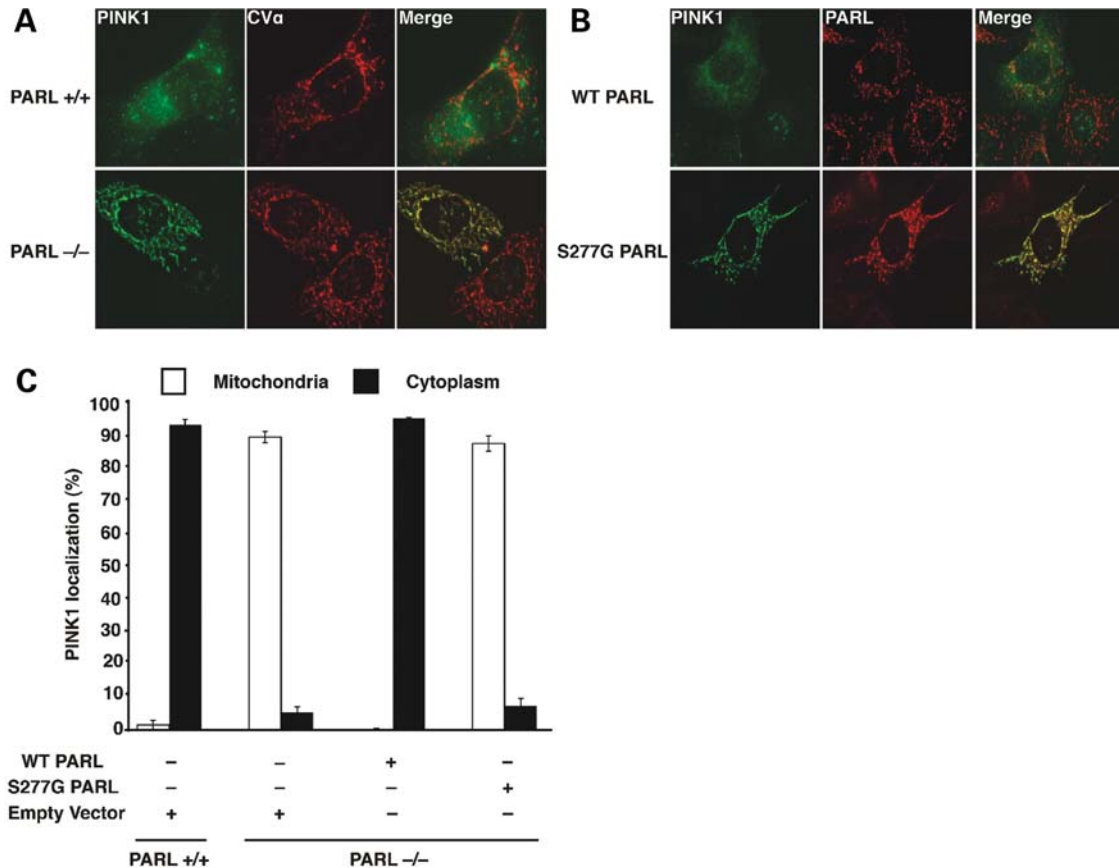 A
PINK1 CVα Merge
PARL +/+
PARL –/–
B
PINK1 PARL Merge
WT PARL
S277G PARL
C
Mitochondria Cytoplasm
PINK1 localization (%)
100
90
80
70
60
50
40
30
20
10
0
WT PARL – – + –
S277G PARL – – – +
Empty Vector + + – –
PARL +/+ PARL –/–